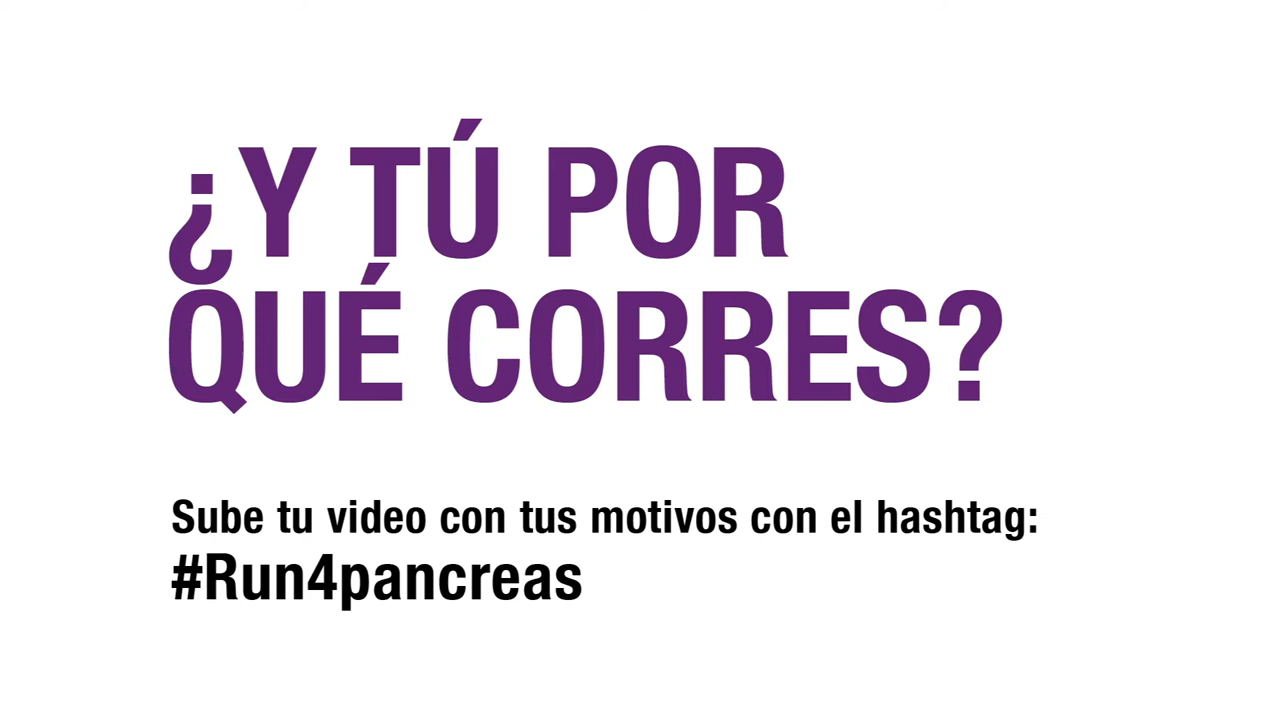 ¿Y TÚ POR
QUÉ CORRES?
Sube tu video con tus motivos con el hashtag:
#Run4pancreas